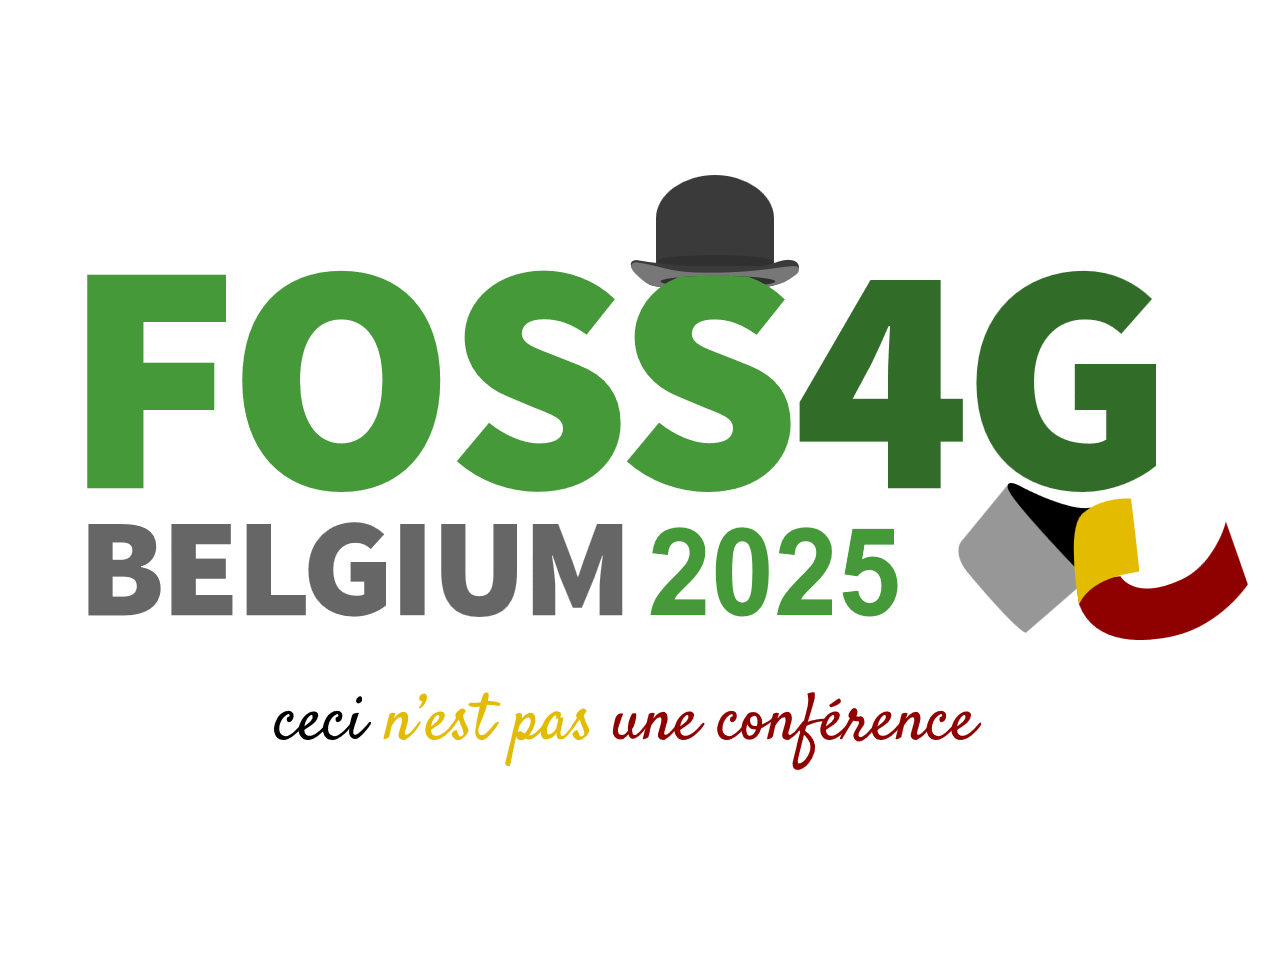 FOSS4G
BELGIUM 2025
ceci n’est pas une conférence